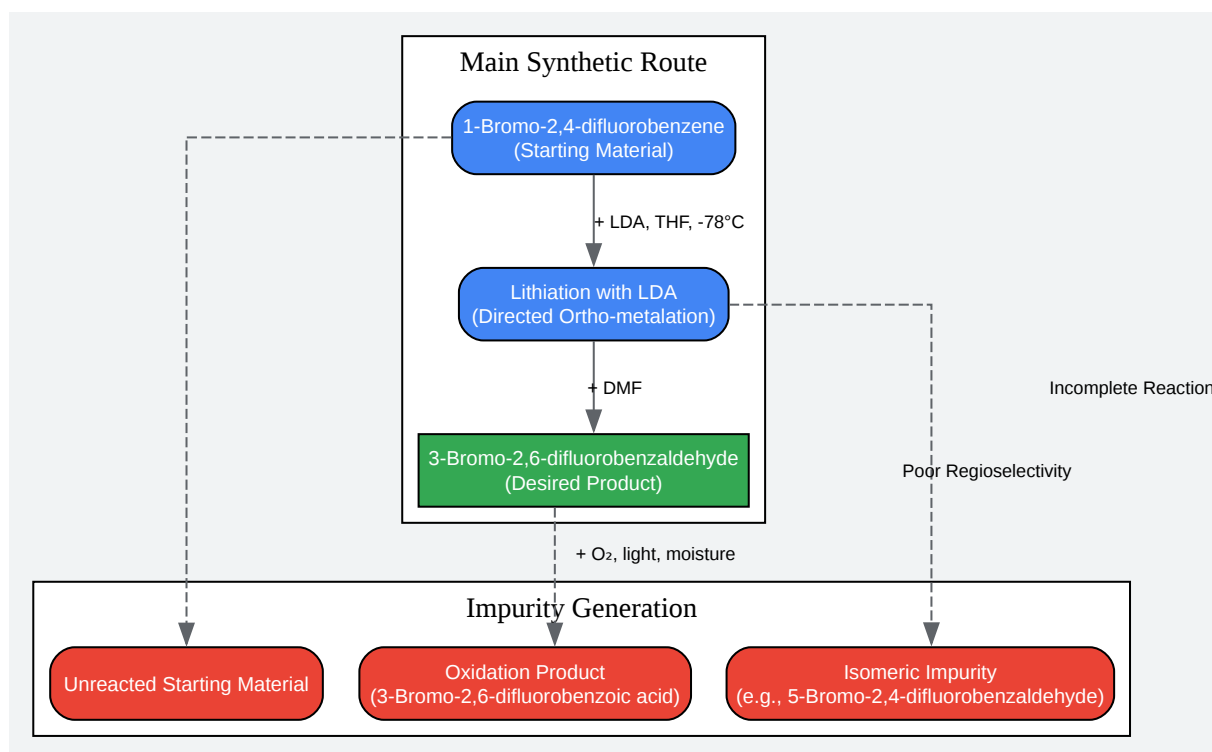 Main Synthetic Route
1-Bromo-2,4-difluorobenzene
(Starting Material)
+ LDA, THF, -78°C
Lithiation with LDA
(Directed Ortho-metalation)
+ DMF
Incomplete Reaction
3-Bromo-2,6-difluorobenzaldehyde
(Desired Product)
Poor Regioselectivity
+ O₂, light, moisture
Impurity Generation
Unreacted Starting Material
Oxidation Product
(3-Bromo-2,6-difluorobenzoic acid)
Isomeric Impurity
(e.g., 5-Bromo-2,4-difluorobenzaldehyde)